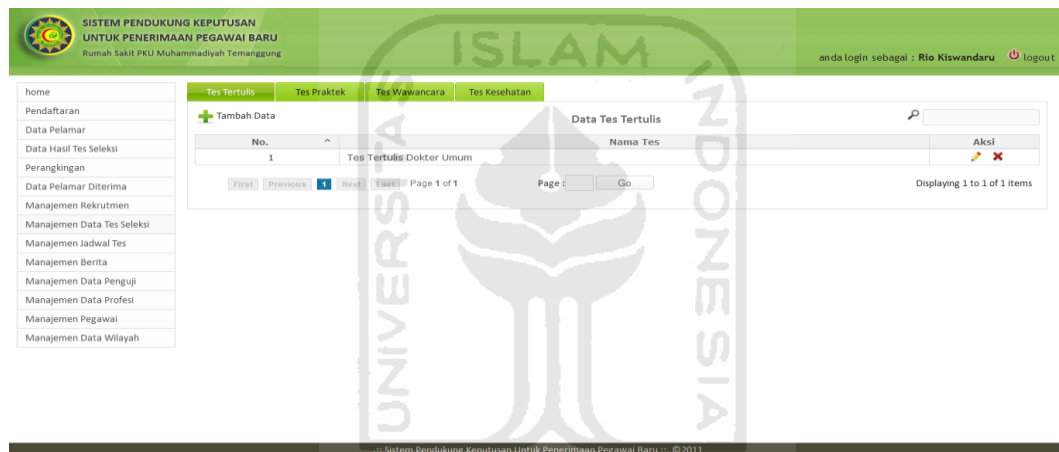 SISTEM PENDUKUNG KEPUTUSAN
UNTUK PENERIMAAN PEGAWAI BARU
Rumah Sakit PKU Muhammadiyah Temanggung
anda login sebagai : Rio Kiswandaru logout
home
Pendaftaran
Data Pelamar
Data Hasil Tes Seleksi
Perangkingan
Data Pelamar Diterima
Manajemen Rekrutmen
Manajemen Data Tes Seleksi
Manajemen Jadwal Tes
Manajemen Berita
Manajemen Data Penguji
Manajemen Data Profesi
Manajemen Pegawai
Manajemen Data Wilayah
Tes Tertulis Tes Praktek Tes Wawancara Tes Kesehatan
Tambah Data Data Tes Tertulis
No. Nama Tes Aksi
1 Tes Tertulis Dokter Umum
First Previous 1 Next Last Page 1 of 1 Page : Go Displaying 1 to 1 of 1 items
.:: Sistem Pendukung Keputusan Untuk Penerimaan Pegawai Baru ::. ©2011
UNIVERSITAS
ISLAM
INDONESIA